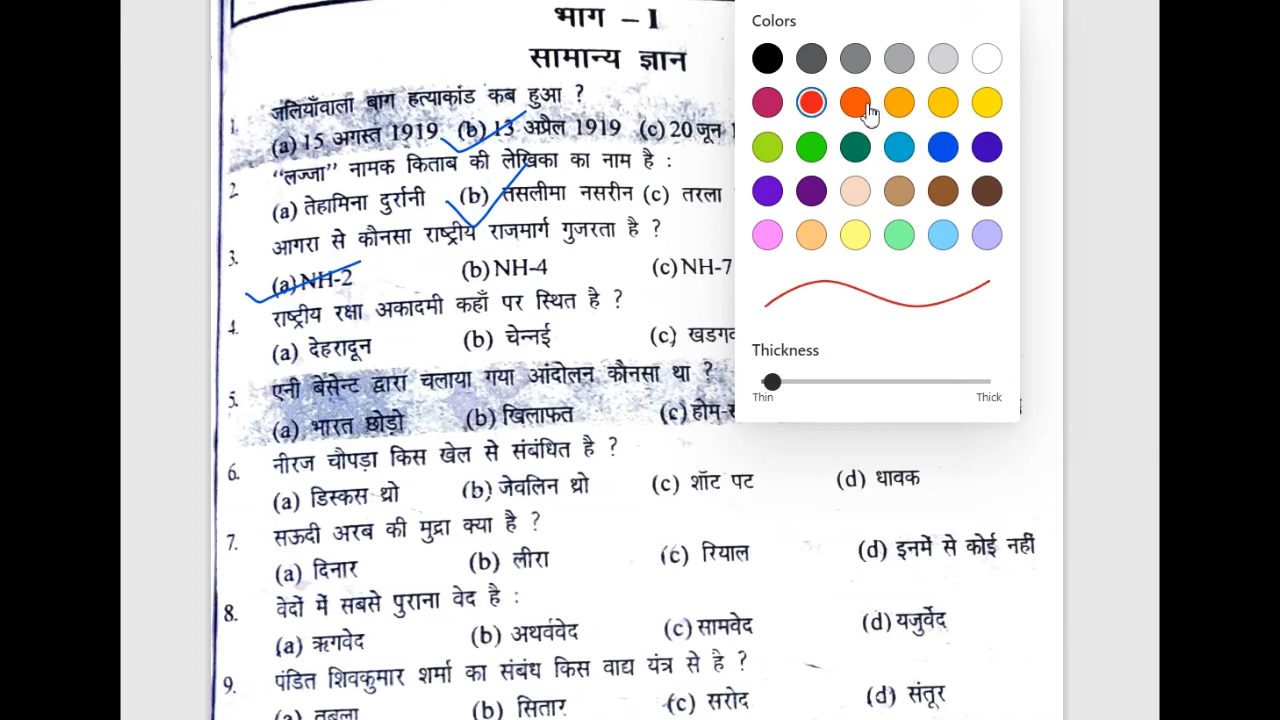 भाग – I
सामान्य ज्ञान
1. जलियाँवाला बाग हत्याकांड कब हुआ ?
(a) 15 अगस्त 1919 (b) 13 अप्रैल 1919 (c) 20 जून
2 “लज्जा” नामक किताब की लेखिका का नाम है :
(a) तेहामिना दुर्रानी (b) तसलीमा नसरीन (c) तरला
3. आगरा से कौनसा राष्ट्रीय राजमार्ग गुजरता है ?
(a) NH-2 (b) NH-4 (c) NH-7
4. राष्ट्रीय रक्षा अकादमी कहाँ पर स्थित है ?
(a) देहरादून (b) चेन्नई (c)
5. एनी बेसेन्ट द्वारा चलाया गया आंदोलन कौनसा था ?
(a) भारत छोड़ो (b) खिलाफत (c) होम-
6. नीरज चौपड़ा किस खेल से संबंधित है ?
(a) डिस्कस थ्रो (b) जेवलिन थ्रो (c) शॉट पट (d) धावक
7. सऊदी अरब की मुद्रा क्या है ?
(a) दिनार (b) लीरा (c) रियाल (d) इनमें से कोई नहीं
8. वेदों में सबसे पुराना वेद है :
(a) ऋगवेद (b) अथर्ववेद (c) सामवेद (d) यजुर्वेद
9. पंडित शिवकुमार शर्मा का संबंध किस वाद्य यंत्र से है ?
(a) तबला (b) सितार (c) सरोद (d) संतूर
Colors
Thickness
Thin Thick